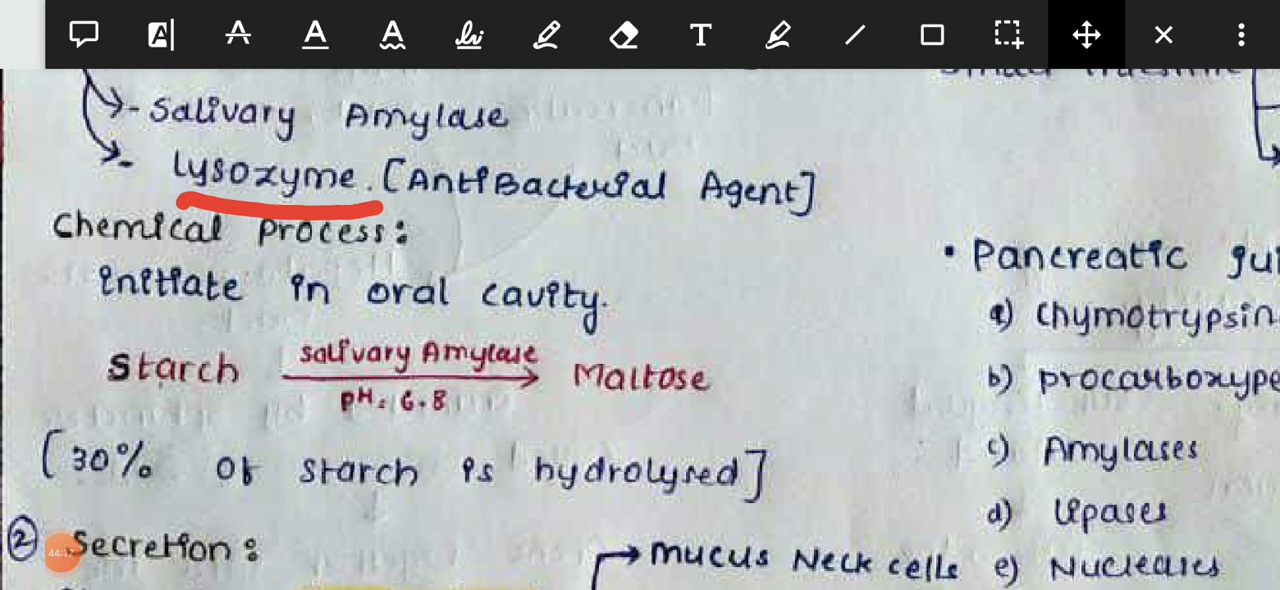 - Salivary Amylase
- Lysozyme. [AntiBacterial Agent]
Chemical Process:
initiate in oral cavity.
Starch Salivary Amylase Maltose
pH = 6.8
[30% of starch is hydrolysed]
② Secretion:
Mucus Neck cells
• Pancreatic
a) Chymotrypsin
b)
c) Amylases
d) Lipases
e) Nucleases